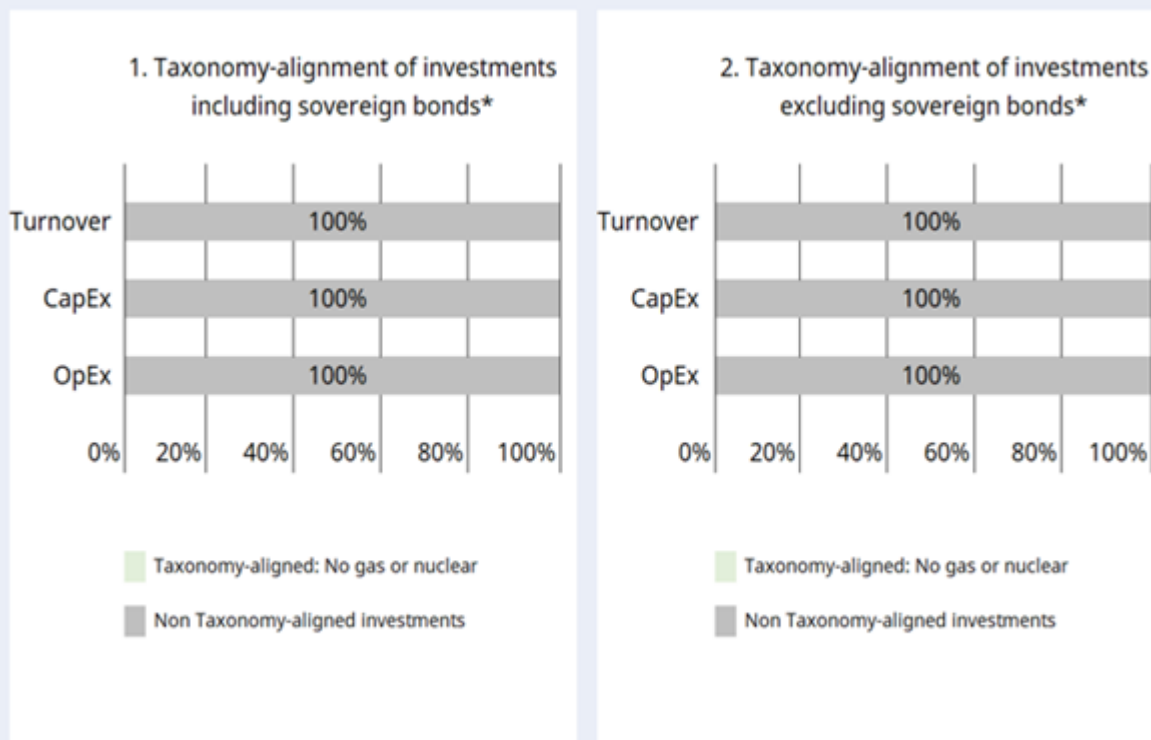 1. Taxonomy-alignment of investments
including sovereign bonds*
Turnover 100%
CapEx 100%
OpEx 100%
0% 20% 40% 60% 80% 100%
Taxonomy-aligned: No gas or nuclear
Non Taxonomy-aligned investments
2. Taxonomy-alignment of investments
excluding sovereign bonds*
Turnover 100%
CapEx 100%
OpEx 100%
0% 20% 40% 60% 80% 100%
Taxonomy-aligned: No gas or nuclear
Non Taxonomy-aligned investments